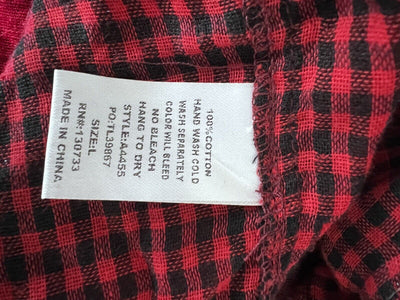 100%COTTON
HAND WASH COLD
WASH SEPARATELY
COLOR WILL BLEED
NO BLEACH
HANG TO DRY
STYLE:A4455
PO:TL39867
SIZE:L
RN#:130733
MADE IN CHINA